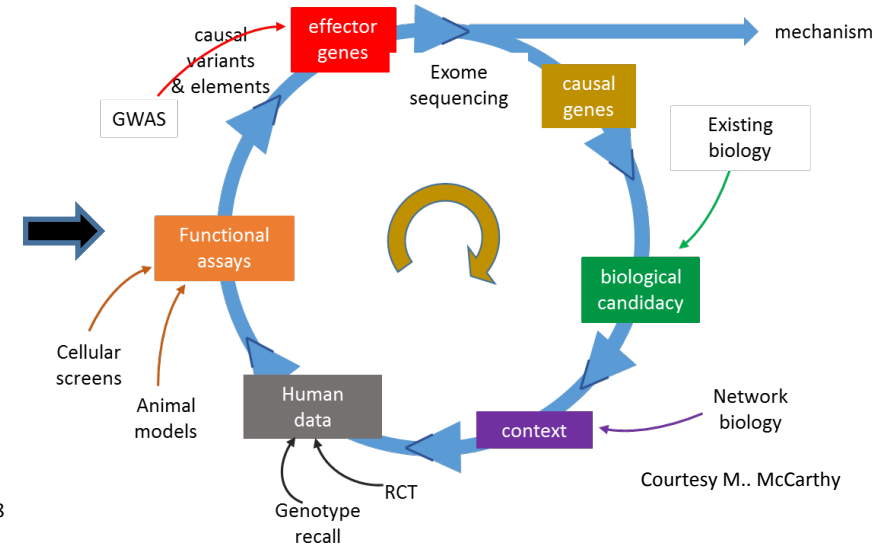 effector
genes
mechanism
causal
variants
& elements
Exome
sequencing
causal
genes
GWAS
Existing
biology
Functional
assays
biological
candidacy
Cellular
screens
Animal
models
Human
data
context
Network
biology
Courtesy M.. McCarthy
RCT
Genotype
recall
3